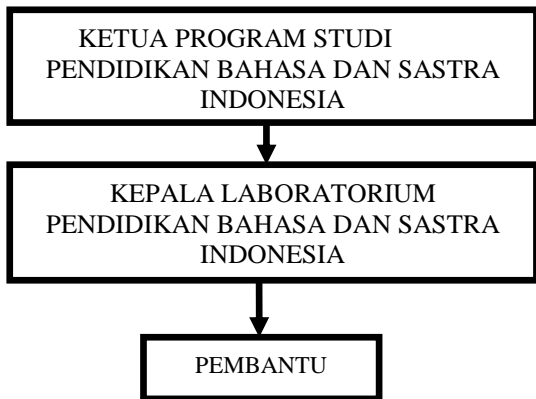 KETUA PROGRAM STUDI
PENDIDIKAN BAHASA DAN SASTRA
INDONESIA
KEPALA LABORATORIUM
PENDIDIKAN BAHASA DAN SASTRA
INDONESIA
PEMBANTU